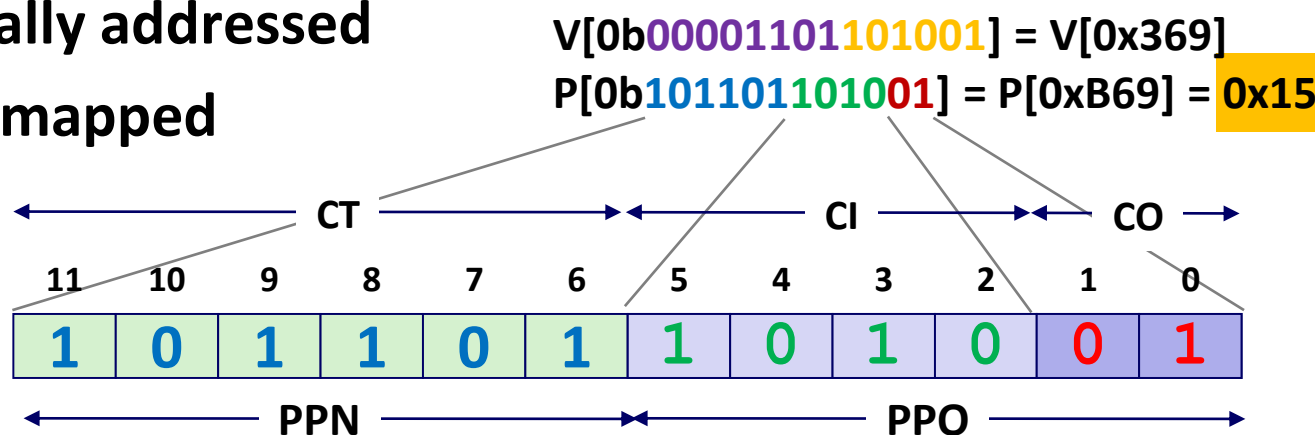 ally addressed
mapped
V[0b00001101101001] = V[0x369]
P[0b101101101001] = P[0xB69] = 0x15
CT CI CO
11 10 9 8 7 6 5 4 3 2 1 0
1 0 1 1 0 1 1 0 1 0 0 1
PPN PPO